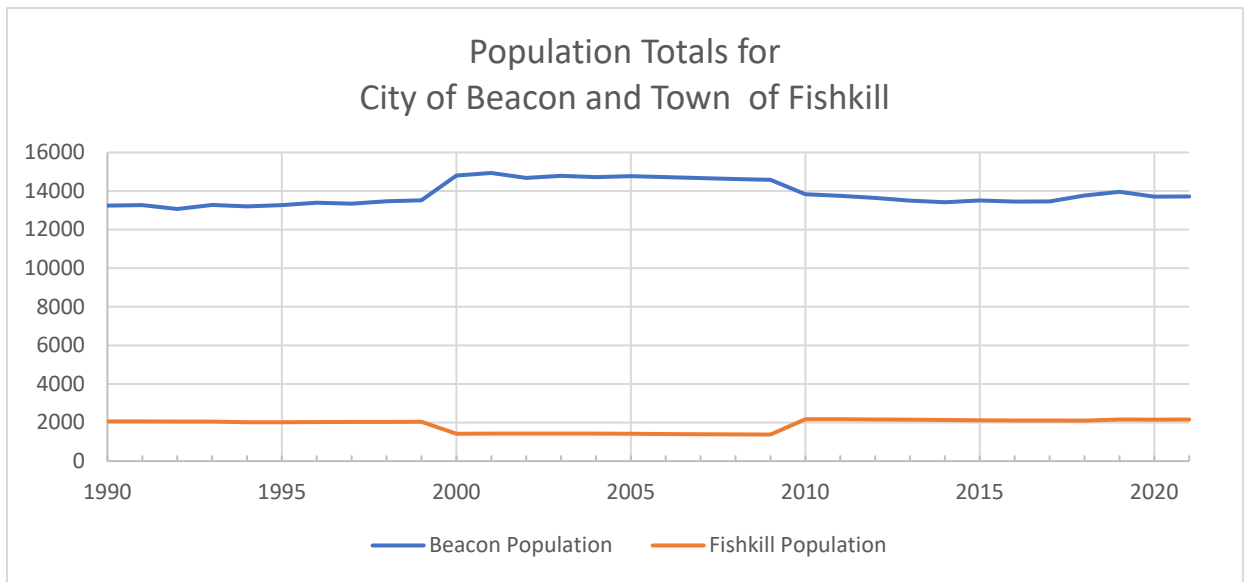 Population Totals for
City of Beacon and Town of Fishkill
16000
14000
12000
10000
8000
6000
4000
2000
0
1990 1995 2000 2005 2010 2015 2020
Beacon Population Fishkill Population